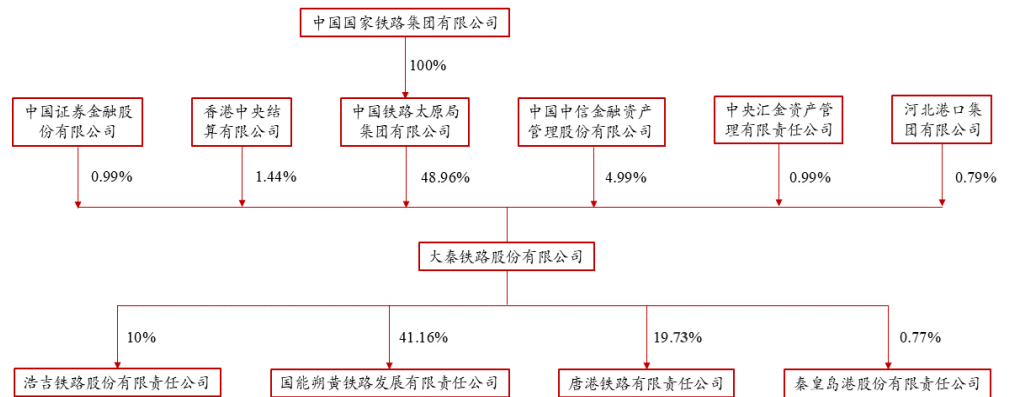 中国国家铁路集团有限公司
100%
中国证券金融股
份有限公司
香港中央结
算有限公司
中国铁路太原局
集团有限公司
中国中信金融资产
管理股份有限公司
中央汇金资产管
理有限责任公司
河北港口集
团有限公司
0.99%
1.44%
48.96%
4.99%
0.99%
0.79%
大秦铁路股份有限公司
10%
41.16%
19.73%
0.77%
浩吉铁路股份有限责任公司
国能朔黄铁路发展有限责任公司
唐港铁路有限责任公司
秦皇岛港股份有限责任公司